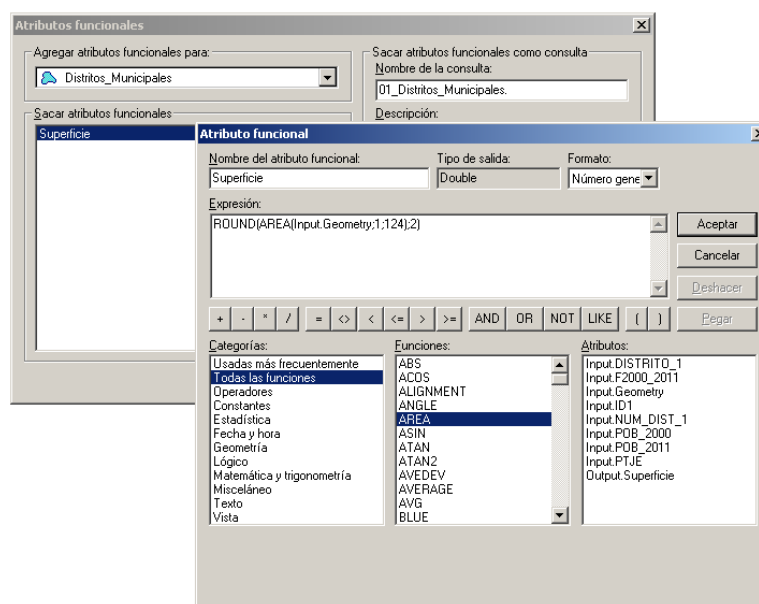 Atributos funcionales
Agregar atributos funcionales para:
Distritos_Municipales
Sacar atributos funcionales
Superficie
Sacar atributos funcionales como consulta
Nombre de la consulta:
01_Distritos_Municipales.
Descripción:
Atributo funcional
Nombre del atributo funcional:
Tipo de salida:
Formato:
Superficie
Double
Número gene
Expresión:
ROUND(AREA(Input.Geometry;1;124);2)
Aceptar
Cancelar
Deshacer
+ - * / = <> < <= > >= AND OR NOT LIKE ( )
Pegar
Categorías:
Usadas más frecuentemente
Todas las funciones
Operadores
Constantes
Estadística
Fecha y hora
Geometría
Lógico
Matemática y trigonometría
Misceláneo
Texto
Vista
Funciones:
ABS
ACOS
ALIGNMENT
ANGLE
AREA
ASIN
ATAN
ATAN2
AVEDEV
AVERAGE
AVG
BLUE
Atributos:
Input.DISTRITO_1
Input.F2000_2011
Input.Geometry
Input.ID1
Input.NUM_DIST_1
Input.POB_2000
Input.POB_2011
Input.PTJE
Output.Superficie